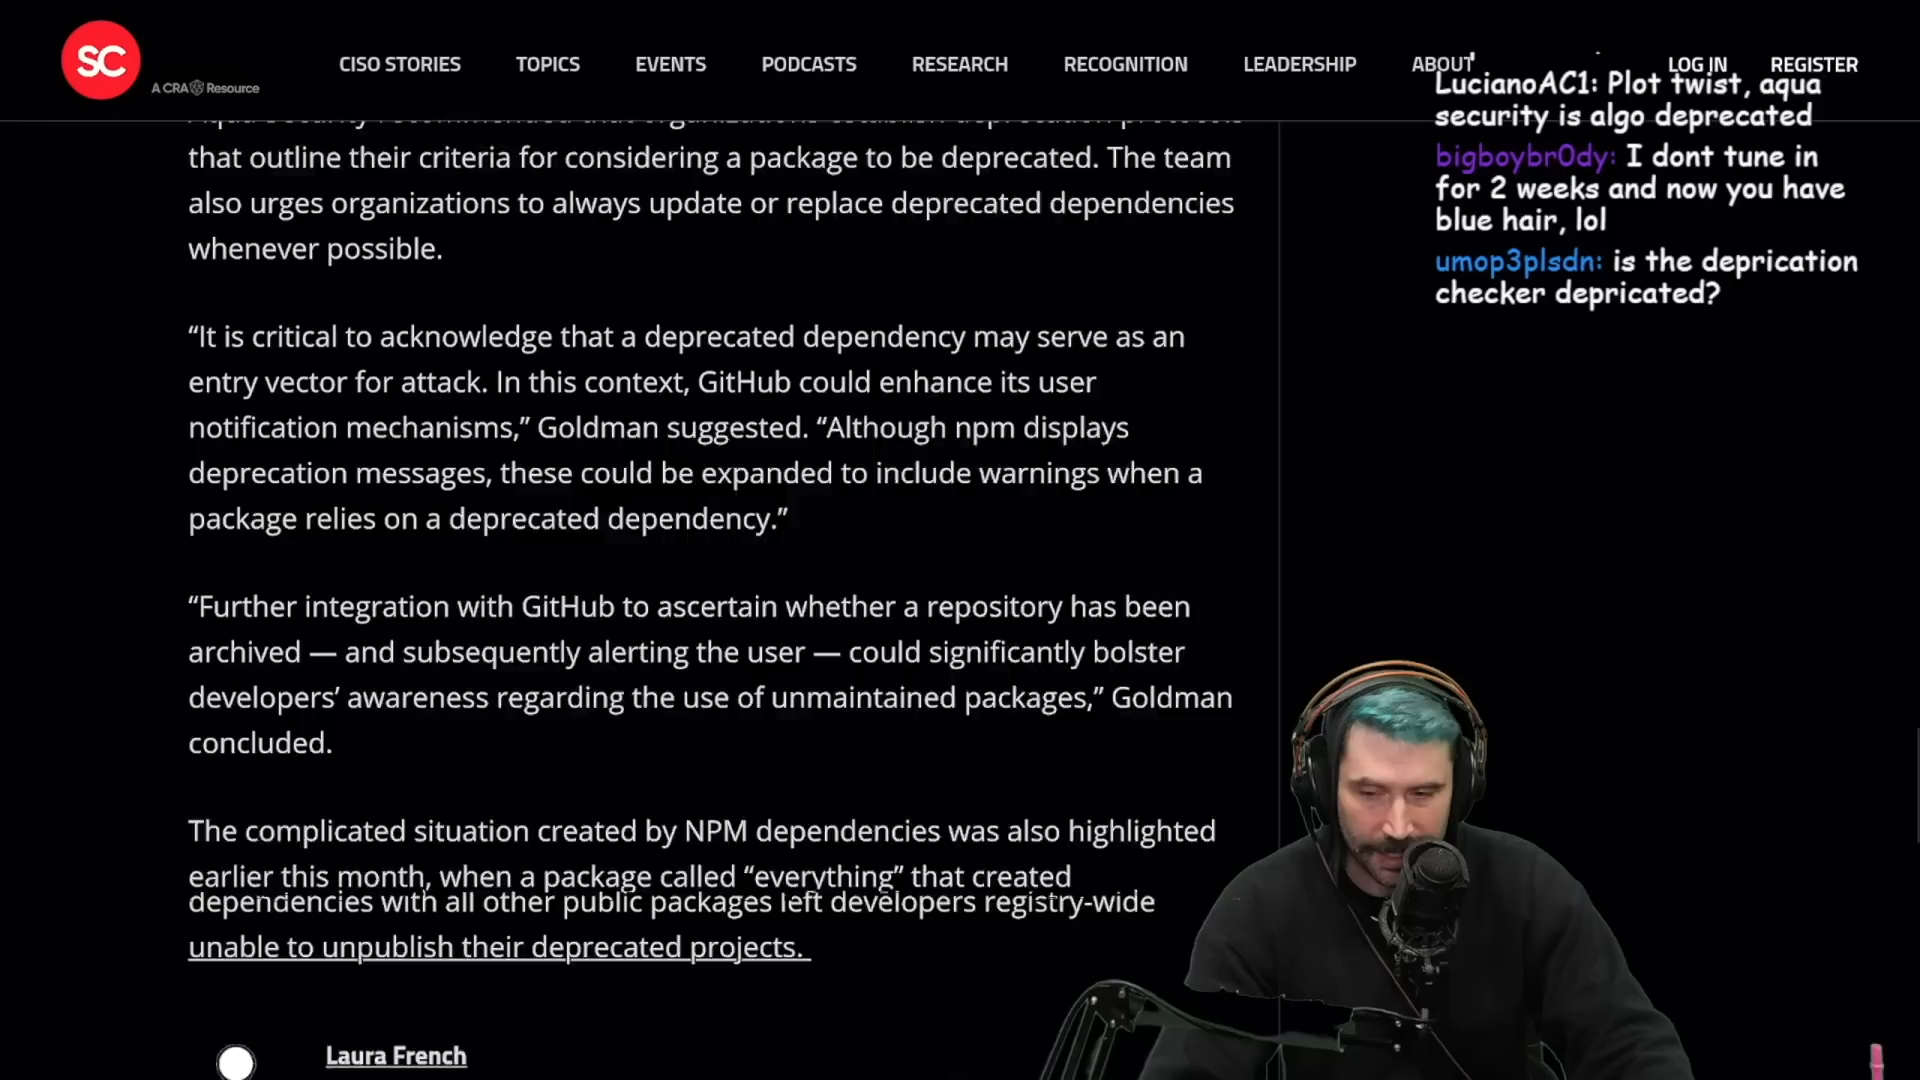 SC
A CRA Resource
CISO STORIES
TOPICS
EVENTS
PODCASTS
RESEARCH
RECOGNITION
LEADERSHIP
ABOUT
LOG IN
REGISTER
that outline their criteria for considering a package to be deprecated. The team
also urges organizations to always update or replace deprecated dependencies
whenever possible.
“It is critical to acknowledge that a deprecated dependency may serve as an
entry vector for attack. In this context, GitHub could enhance its user
notification mechanisms,” Goldman suggested. “Although npm displays
deprecation messages, these could be expanded to include warnings when a
package relies on a deprecated dependency.”
“Further integration with GitHub to ascertain whether a repository has been
archived — and subsequently alerting the user — could significantly bolster
developers’ awareness regarding the use of unmaintained packages,” Goldman
concluded.
The complicated situation created by NPM dependencies was also highlighted
earlier this month, when a package called “everything” that created
dependencies with all other public packages left developers registry-wide
unable to unpublish their deprecated projects.
Laura French
LucianoAC1: Plot twist, aqua
security is algo deprecated
bigboybr0dy: I dont tune in
for 2 weeks and now you have
blue hair, lol
umop3plsdn: is the deprication
checker depricated?